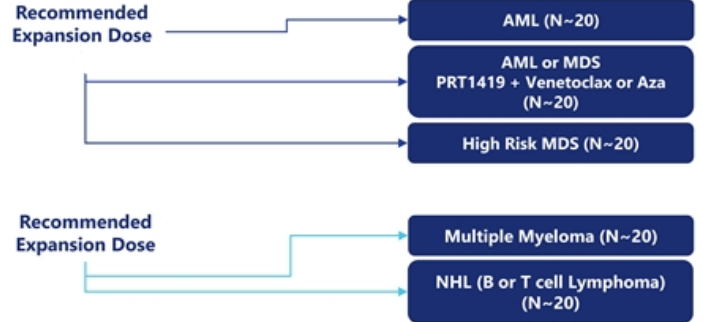 Recommended
Expansion Dose
AML (N~20)
AML or MDS
PRT1419 + Venetoclax or Aza
(N~20)
High Risk MDS (N~20)
Recommended
Expansion Dose
Multiple Myeloma (N~20)
NHL (B or T cell Lymphoma)
(N~20)